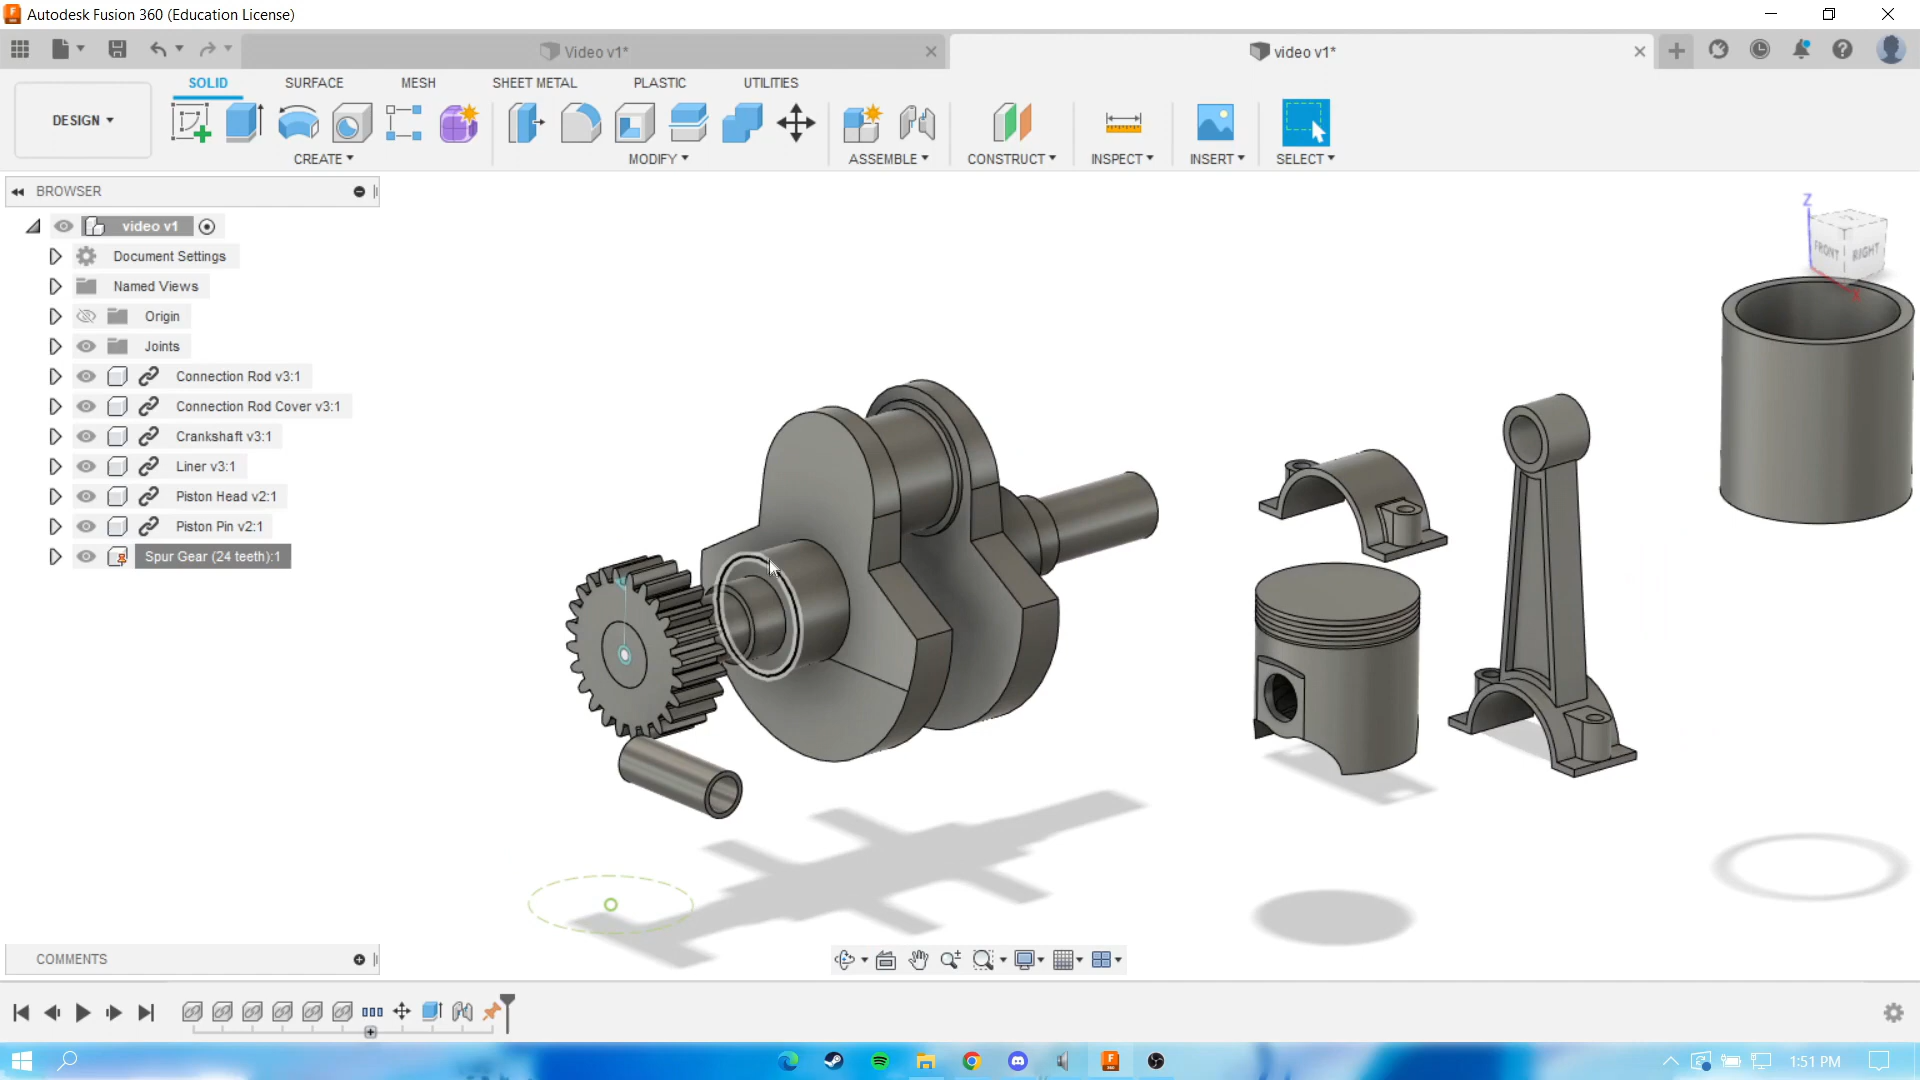 Autodesk Fusion 360 (Education License)
Video v1*
video v1*
DESIGN
SOLID
SURFACE
MESH
SHEET METAL
PLASTIC
UTILITIES
CREATE
MODIFY
ASSEMBLE
CONSTRUCT
INSPECT
INSERT
SELECT
BROWSER
video v1
Document Settings
Named Views
Origin
Joints
Connection Rod v3:1
Connection Rod Cover v3:1
Crankshaft v3:1
Liner v3:1
Piston Head v2:1
Piston Pin v2:1
Spur Gear (24 teeth):1
Z
FRONT
RIGHT
X
COMMENTS
1:51 PM